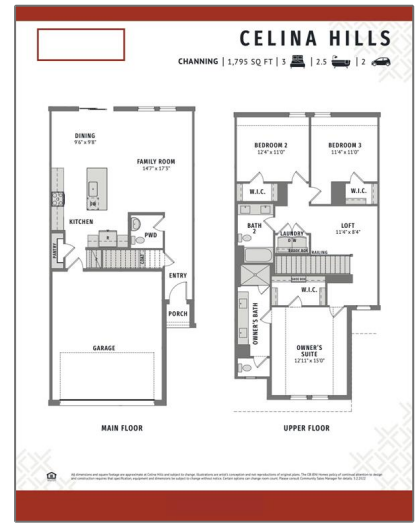 CELINA HILLS
CHANNING | 1,795 SQ FT | 3 | 2.5 | 2
DINING
9'6" x 9'8"
FAMILY ROOM
14'7" x 17'5"
KITCHEN
DW
PWD
PANTRY
COAT
ENTRY
PORCH
GARAGE
MAIN FLOOR
BEDROOM 2
12'4" x 11'0"
BEDROOM 3
11'4" x 11'0"
W.I.C.
W.I.C.
BATH
2
LAUNDRY
D W
LOFT
11'4" x 8'4"
RAILING
W.I.C.
OWNER'S BATH
OWNER'S
SUITE
12'11" x 15'0"
UPPER FLOOR